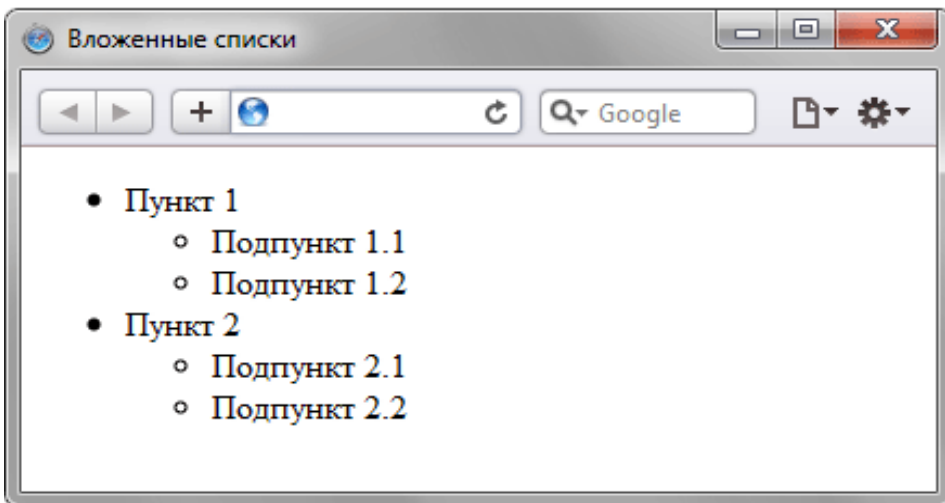 Вложенные списки
Google
Пункт 1
Подпункт 1.1
Подпункт 1.2
Пункт 2
Подпункт 2.1
Подпункт 2.2